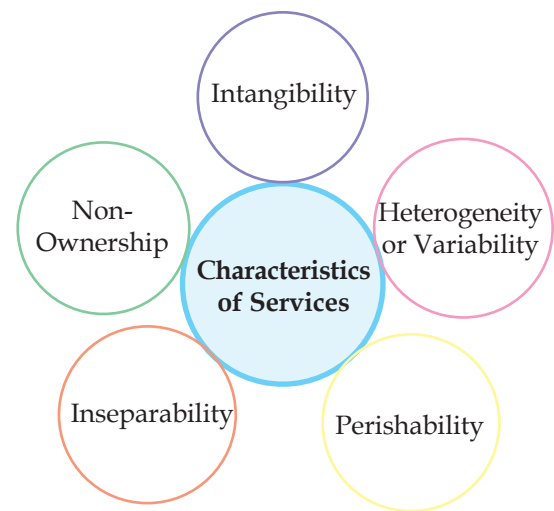 Intangibility
Heterogeneity
or Variability
Non-
Ownership
Characteristics
of Services
Inseparability
Perishability